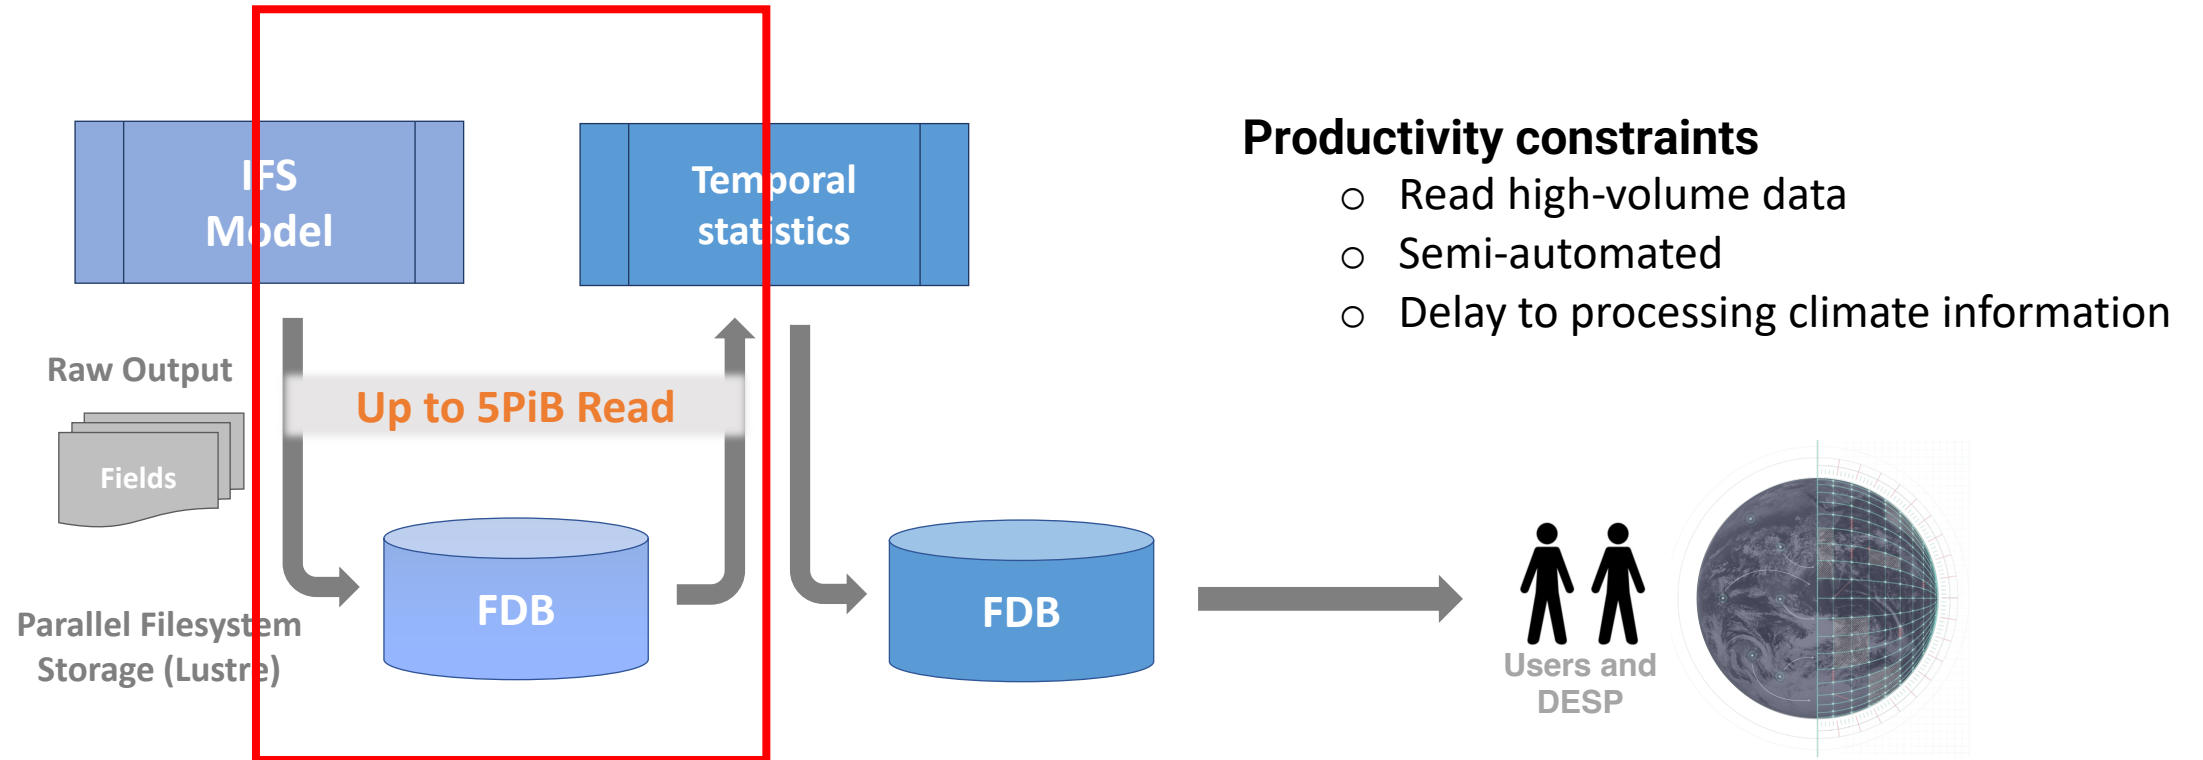 IFS
Model
Temporal
statistics
Productivity constraints
o Read high-volume data
o Semi-automated
o Delay to processing climate information
Raw Output
Up to 5PiB Read
Fields
FDB
FDB
Parallel Filesystem
Storage (Lustre)
Users and
DESP